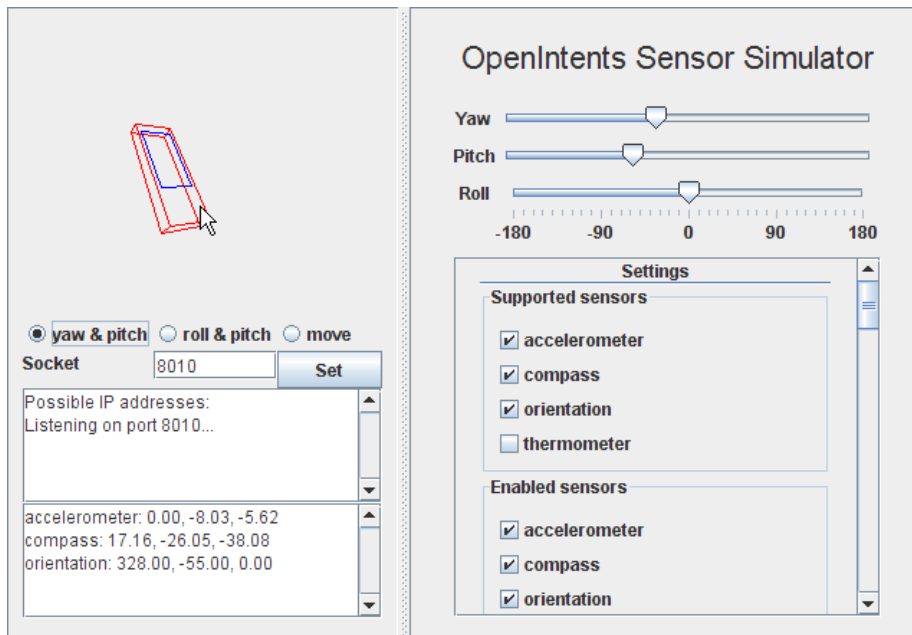 yaw & pitch roll & pitch move
Socket 8010 Set
Possible IP addresses:
Listening on port 8010...
accelerometer: 0.00, -8.03, -5.62
compass: 17.16, -26.05, -38.08
orientation: 328.00, -55.00, 0.00
OpenIntents Sensor Simulator
Yaw
Pitch
Roll
-180 -90 0 90 180
Settings
Supported sensors
accelerometer
compass
orientation
thermometer
Enabled sensors
accelerometer
compass
orientation